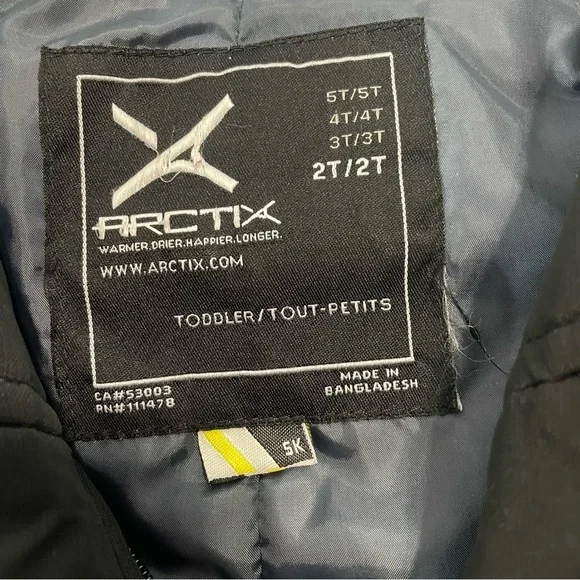 5T/5T
4T/4T
3T/3T
2T/2T
ARCTIX
WARMER.DRIER.HAPPIER.LONGER.
WWW.ARCTIX.COM
TODDLER/TOUT-PETITS
CA#53003
RN#111478
MADE IN
BANGLADESH
5K